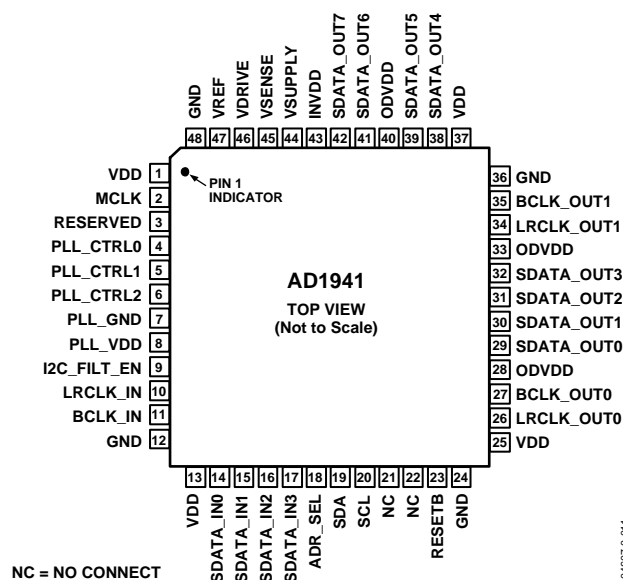 GND
VREF
VDRIVE
VSENSE
VSUPPLY
INVDD
SDATA_OUT7
SDATA_OUT6
ODVDD
SDATA_OUT5
SDATA_OUT4
VDD
48 47 46 45 44 43 42 41 40 39 38 37
VDD 1
MCLK 2
RESERVED 3
PLL_CTRL0 4
PLL_CTRL1 5
PLL_CTRL2 6
PLL_GND 7
PLL_VDD 8
I2C_FILT_EN 9
LRCLK_IN 10
BCLK_IN 11
GND 12
PIN 1
INDICATOR
AD1941
TOP VIEW
(Not to Scale)
36 GND
35 BCLK_OUT1
34 LRCLK_OUT1
33 ODVDD
32 SDATA_OUT3
31 SDATA_OUT2
30 SDATA_OUT1
29 SDATA_OUT0
28 ODVDD
27 BCLK_OUT0
26 LRCLK_OUT0
25 VDD
13 14 15 16 17 18 19 20 21 22 23 24
VDD
SDATA_IN0
SDATA_IN1
SDATA_IN2
SDATA_IN3
ADR_SEL
SDA
SCL
NC
NC
RESETB
GND
NC = NO CONNECT